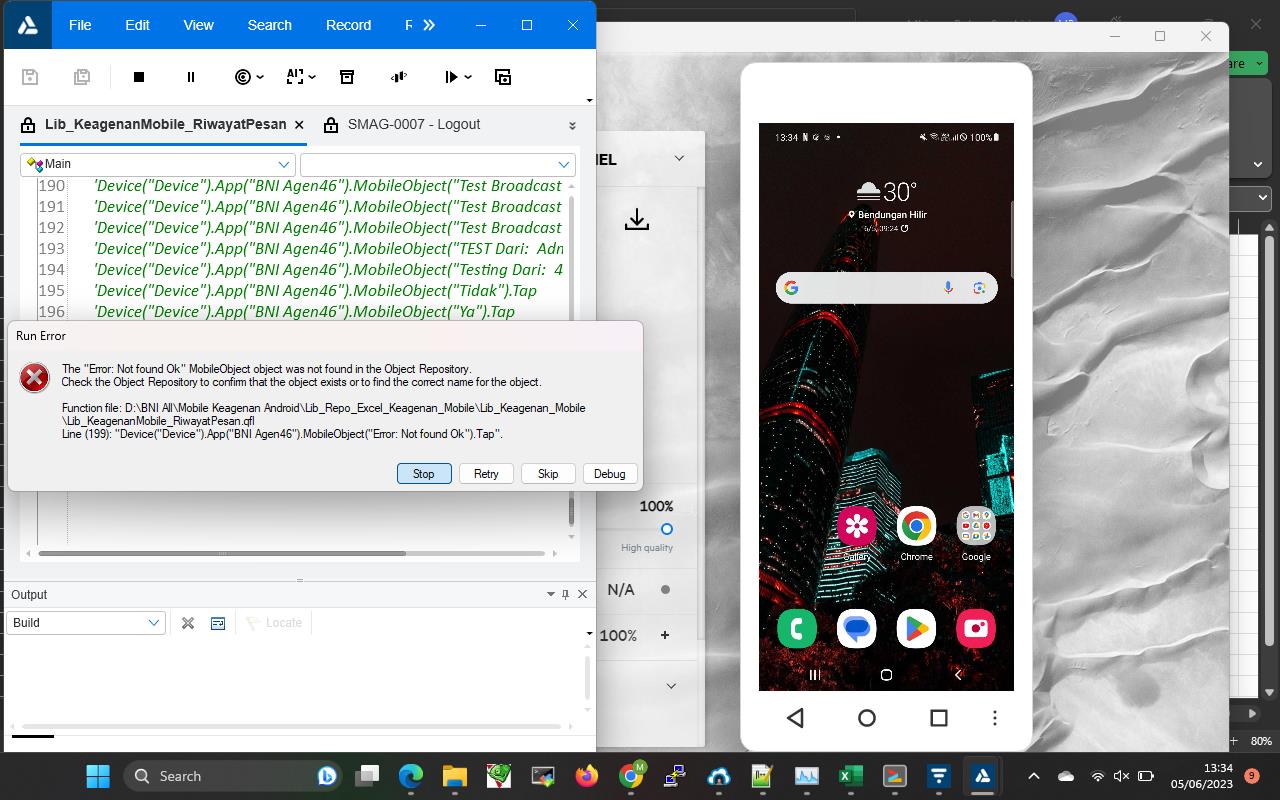 File Edit View Search Record
Lib_KeagenanMobile_RiwayatPesan × SMAG-0007 - Logout
Main
190 'Device("Device").App("BNI Agen46").MobileObject("Test Broadcast
191 'Device("Device").App("BNI Agen46").MobileObject("Test Broadcast
192 'Device("Device").App("BNI Agen46").MobileObject("Test Broadcast
193 'Device("Device").App("BNI Agen46").MobileObject("TEST Dari: Adn
194 'Device("Device").App("BNI Agen46").MobileObject("Testing Dari: 4
195 'Device("Device").App("BNI Agen46").MobileObject("Tidak").Tap
196 'Device("Device").App("BNI Agen46").MobileObject("Ya").Tap
Run Error
The "Error: Not found Ok" MobileObject object was not found in the Object Repository.
Check the Object Repository to confirm that the object exists or to find the correct name for the object.
Function file: D:\BNI All\Mobile Keagenan Android\Lib_Repo_Excel_Keagenan_Mobile\Lib_Keagenan_Mobile
\Lib_KeagenanMobile_RiwayatPesan.qfl
Line (199): "Device("Device").App("BNI Agen46").MobileObject("Error: Not found Ok").Tap".
Stop Retry Skip Debug
Output
Build Locate
NEL
100%
High quality
N/A
100% +
13:34 100%
30°
Bendungan Hilir
6/5, 09:24
Gallery Chrome Google
are
80%
Search
13:34
05/06/2023
9